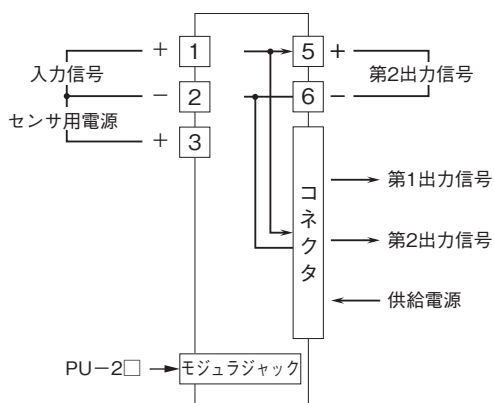 + 1
入力信号
− 2
センサ用電源
+ 3
5 +
第2出力信号
6 −
コネクタ
第1出力信号
第2出力信号
供給電源
PU−2□
モジュラジャック